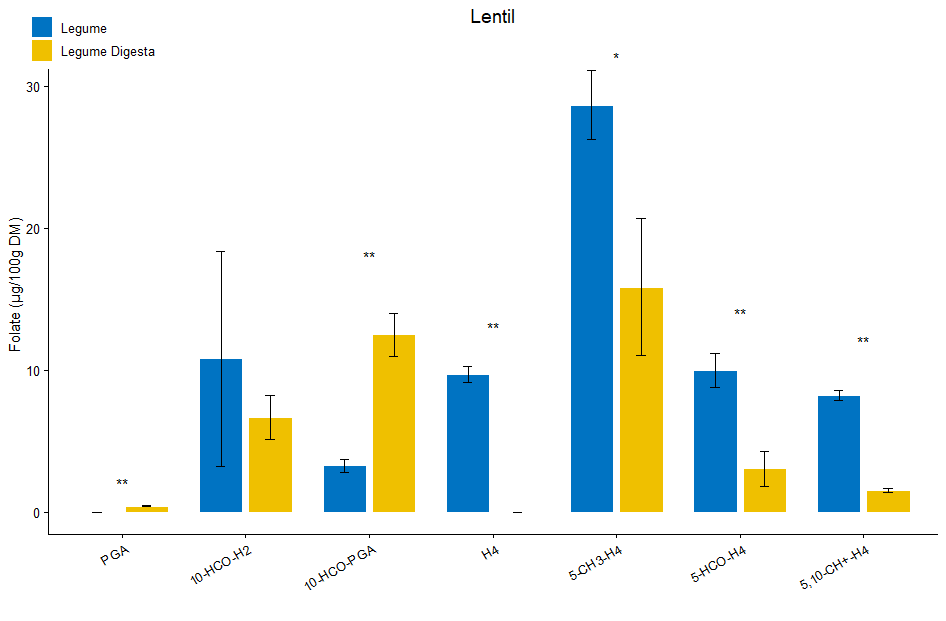 Lentil
Legume
Legume Digesta
Folate (µg/100g DM)
30
20
10
0
*
**
**
**
**
**
PGA
10-HCO-H2
10-HCO-PGA
H4
5-CH3-H4
5-HCO-H4
5,10-CH+-H4